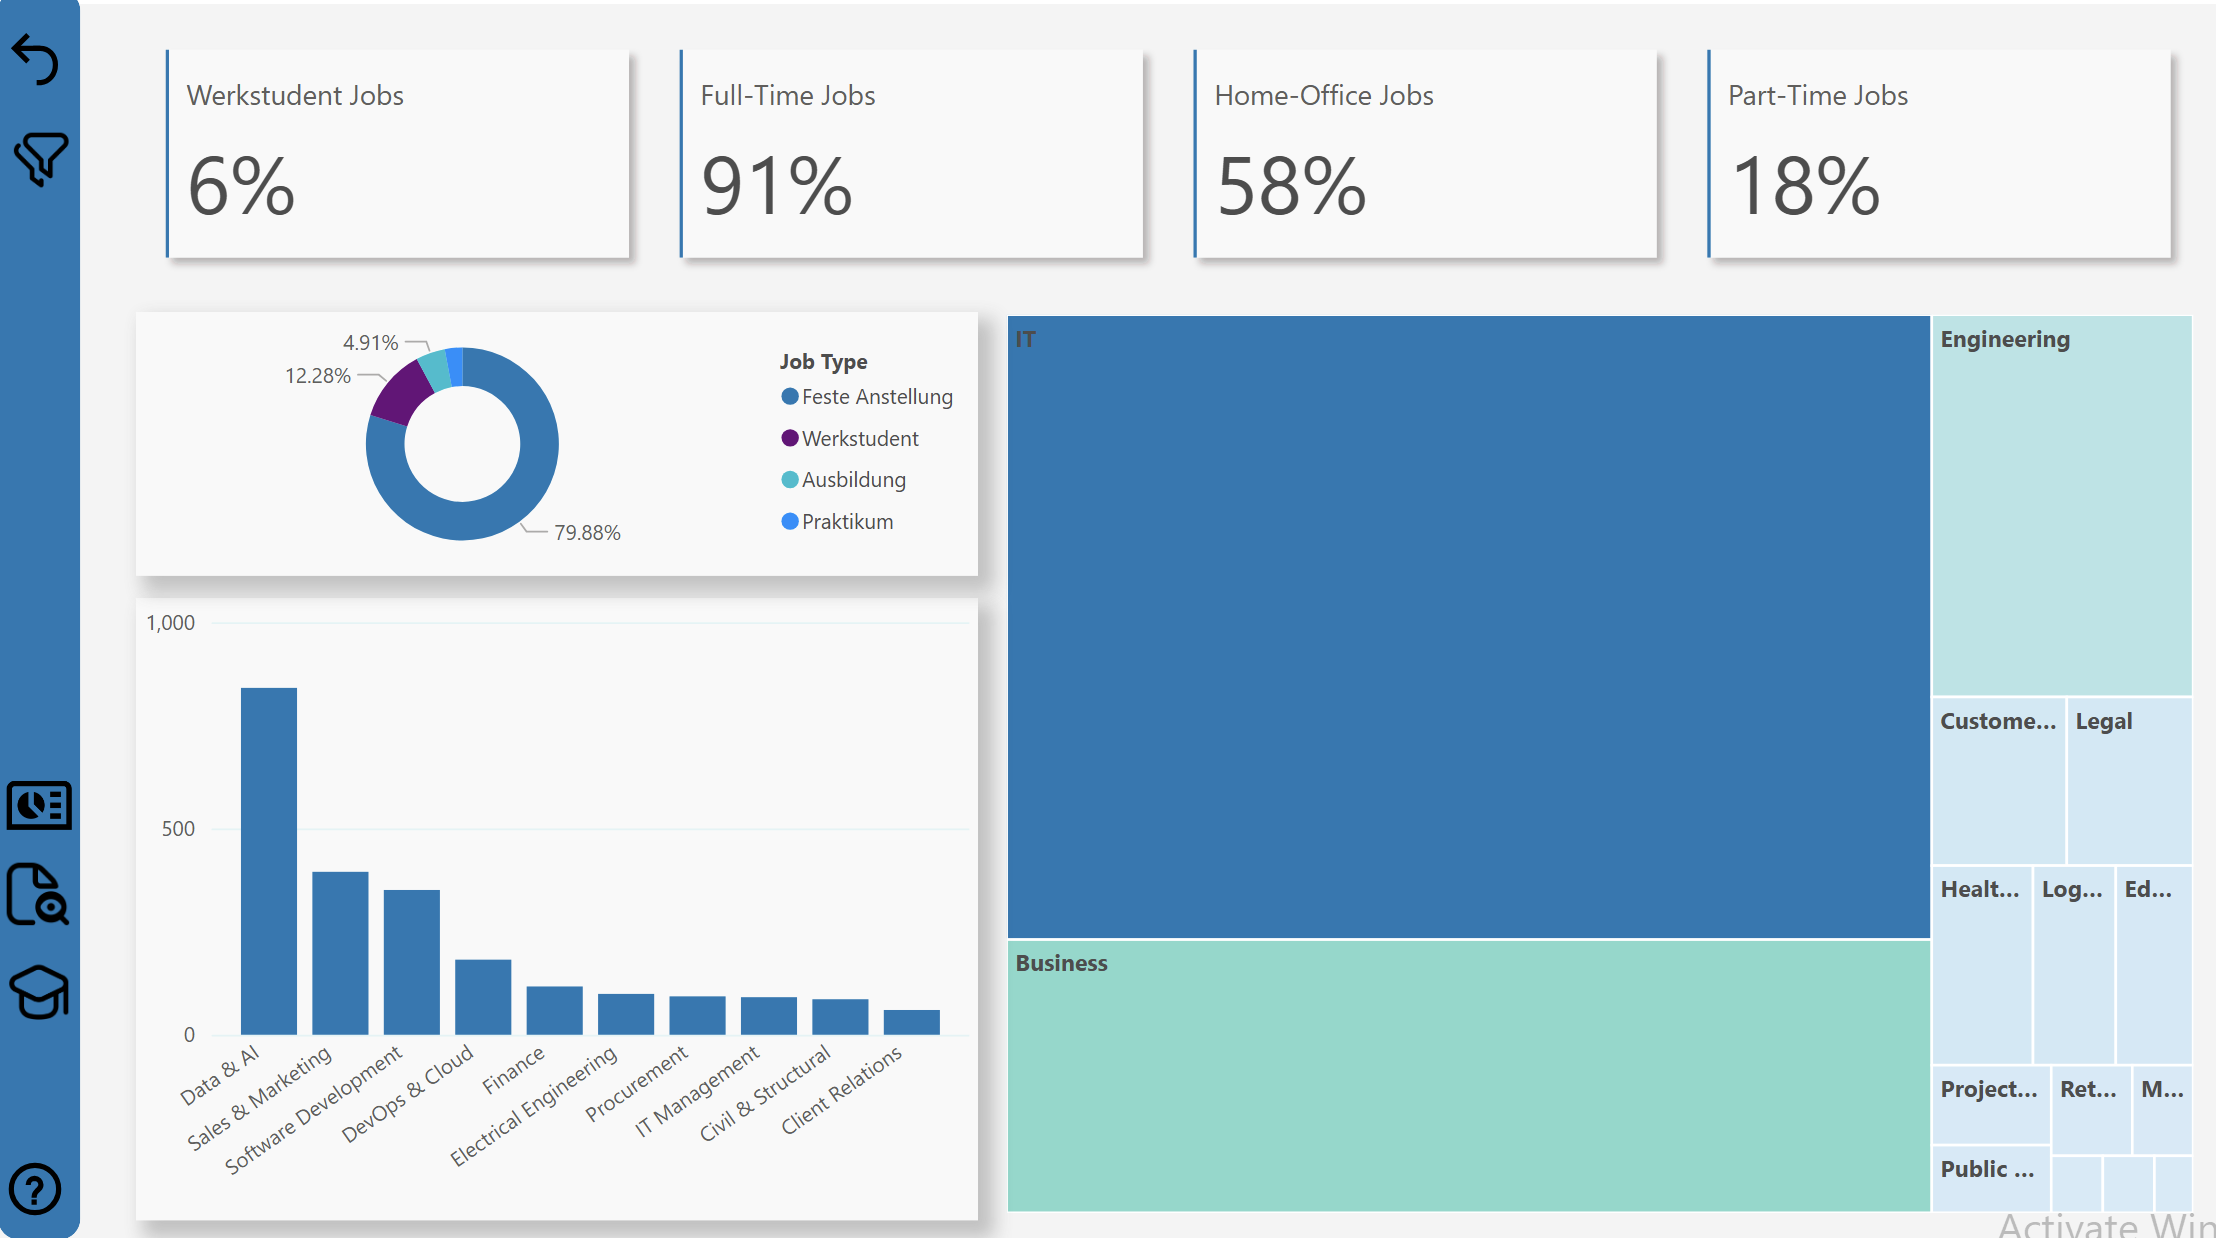 Werkstudent Jobs
6%
Full-Time Jobs
91%
Home-Office Jobs
58%
Part-Time Jobs
18%
4.91%
12.28%
79.88%
Job Type
Feste Anstellung
Werkstudent
Ausbildung
Praktikum
1,000
500
0
Data & AI
Sales & Marketing
Software Development
DevOps & Cloud
Finance
Electrical Engineering
Procurement
IT Management
Civil & Structural
Client Relations
IT
Business
Engineering
Custome...
Legal
Healt...
Log...
Ed...
Project...
Ret...
M...
Public ...
?
Activate Win